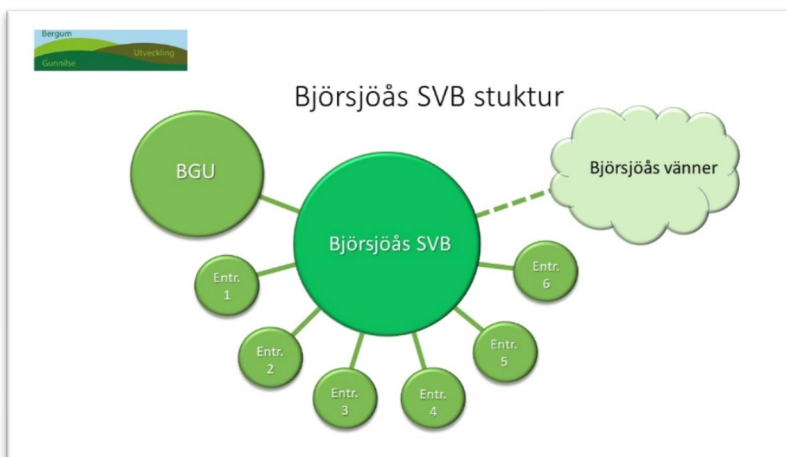 Bergum
Utveckling
Gunnilse
Björsjöås SVB stuktur
BGU
Björsjöås vänner
Björsjöås SVB
Entr.
1
Entr.
2
Entr.
3
Entr.
4
Entr.
5
Entr.
6